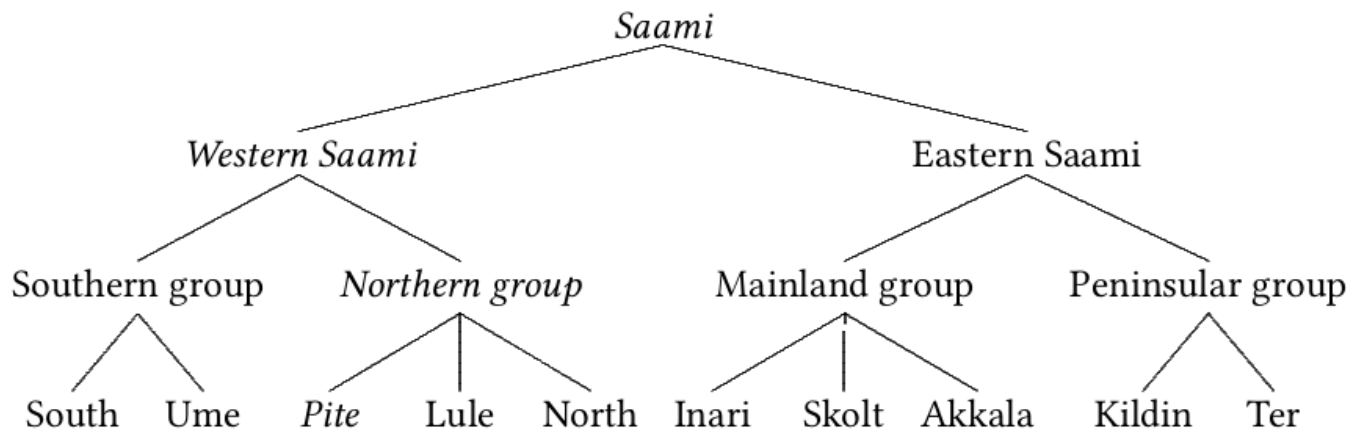 Saami
Western Saami Eastern Saami
Southern group Northern group Mainland group Peninsular group
South Ume Pite Lule North Inari Skolt Akkala Kildin Ter